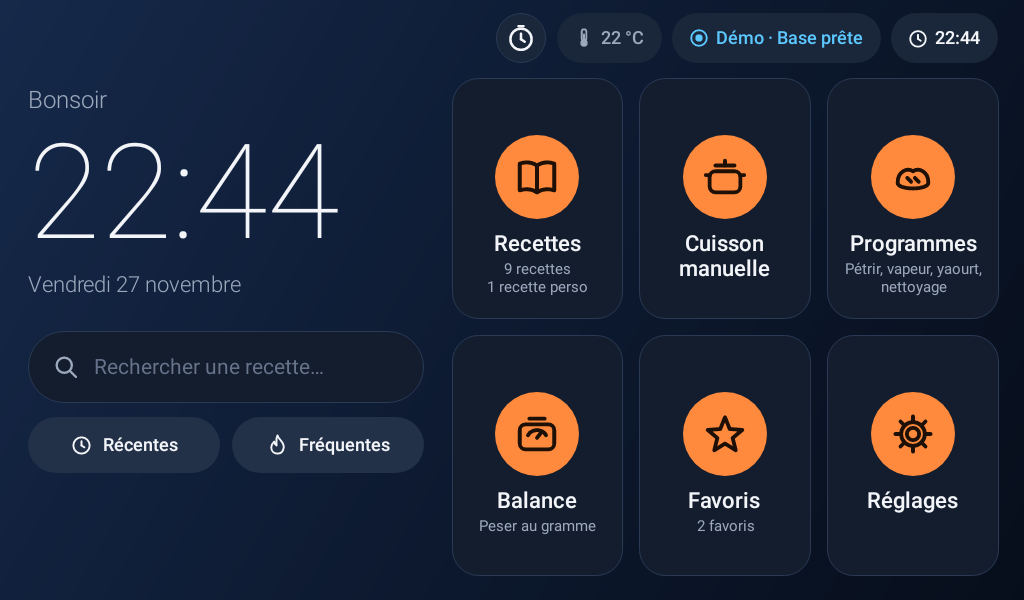 22 °C
Démo · Base prête
22:44
Bonsoir
22:44
Vendredi 27 novembre
Rechercher une recette…
Récentes
Fréquentes
Recettes
9 recettes
1 recette perso
Cuisson
manuelle
Programmes
Pétrir, vapeur, yaourt,
nettoyage
Balance
Peser au gramme
Favoris
2 favoris
Réglages